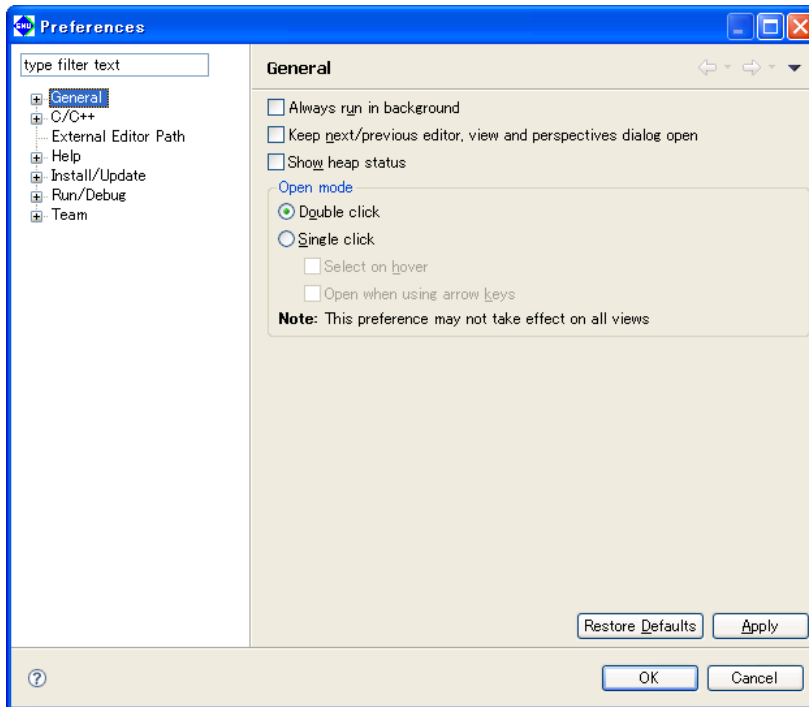 Preferences
type filter text
General
C/C++
External Editor Path
Help
Install/Update
Run/Debug
Team
General
Always run in background
Keep next/previous editor, view and perspectives dialog open
Show heap status
Open mode
Double click
Single click
Select on hover
Open when using arrow keys
Note: This preference may not take effect on all views
Restore Defaults
Apply
OK
Cancel